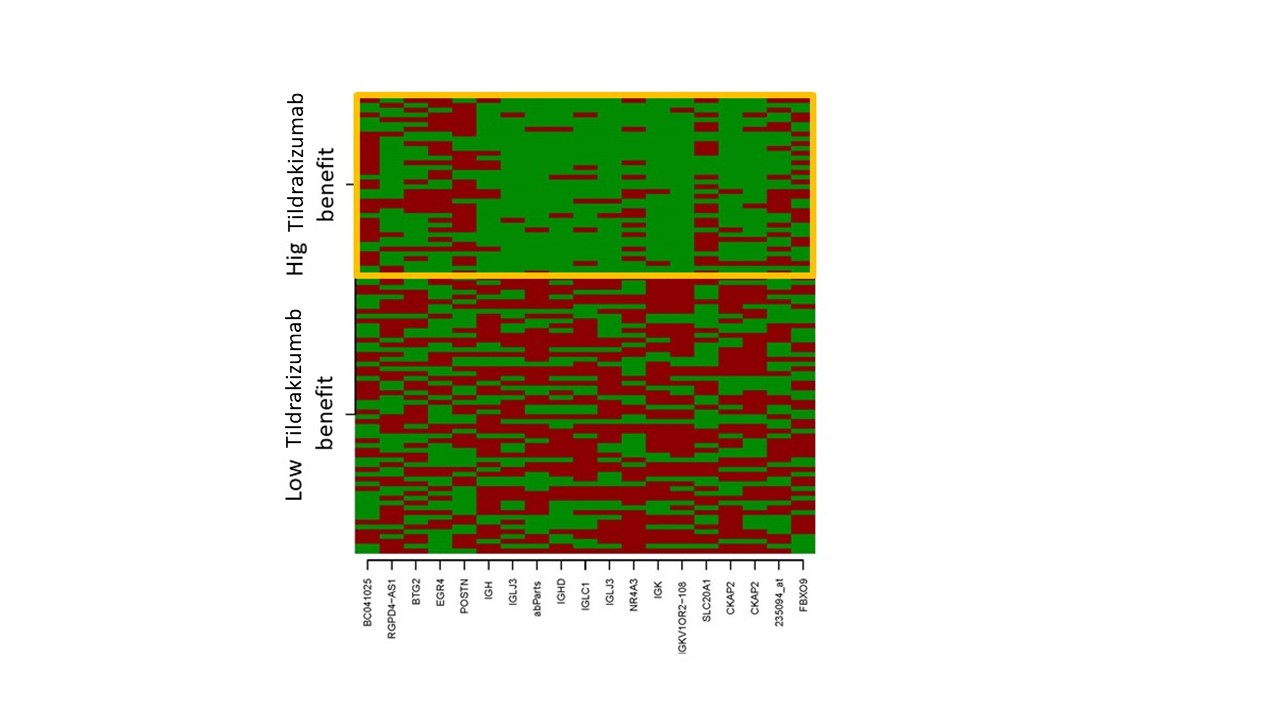 Hig Tildrakizumab
benefit
Low Tildrakizumab
benefit
BC041025
RGPD4-AS1
BTG2
EGR4
POSTN
IGH
IGLJ3
abParts
IGHD
IGLC1
IGLJ3
NR4A3
IGK
IGKV1OR2-108
SLC20A1
CKAP2
CKAP2
235094_at
FBXO9